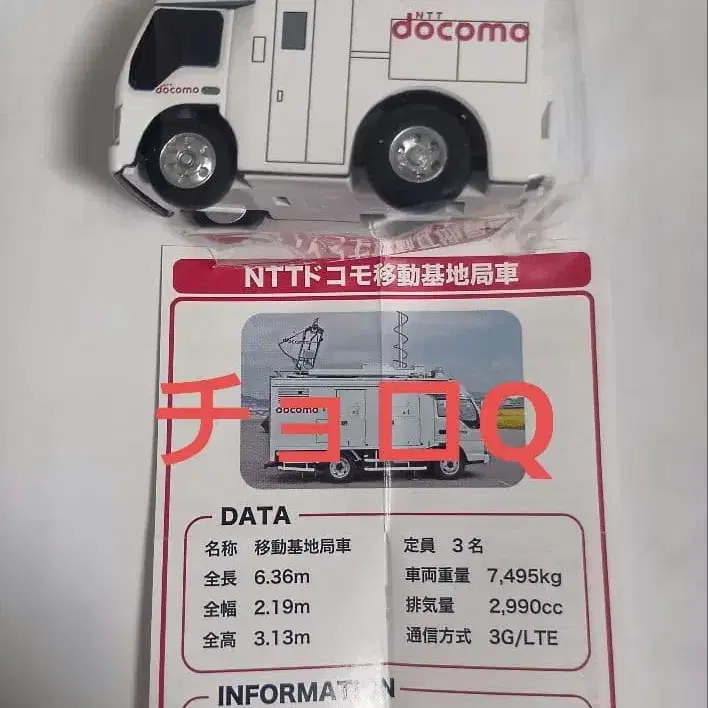 NTT
docomo
docomo
NTTドコモ移動基地局車
docomo
チョロQ
DATA
名称 移動基地局車
全長 6.36m
全幅 2.19m
全高 3.13m
定員 3名
車両重量 7,495kg
排気量 2,990cc
通信方式 3G/LTE
INFORMATION